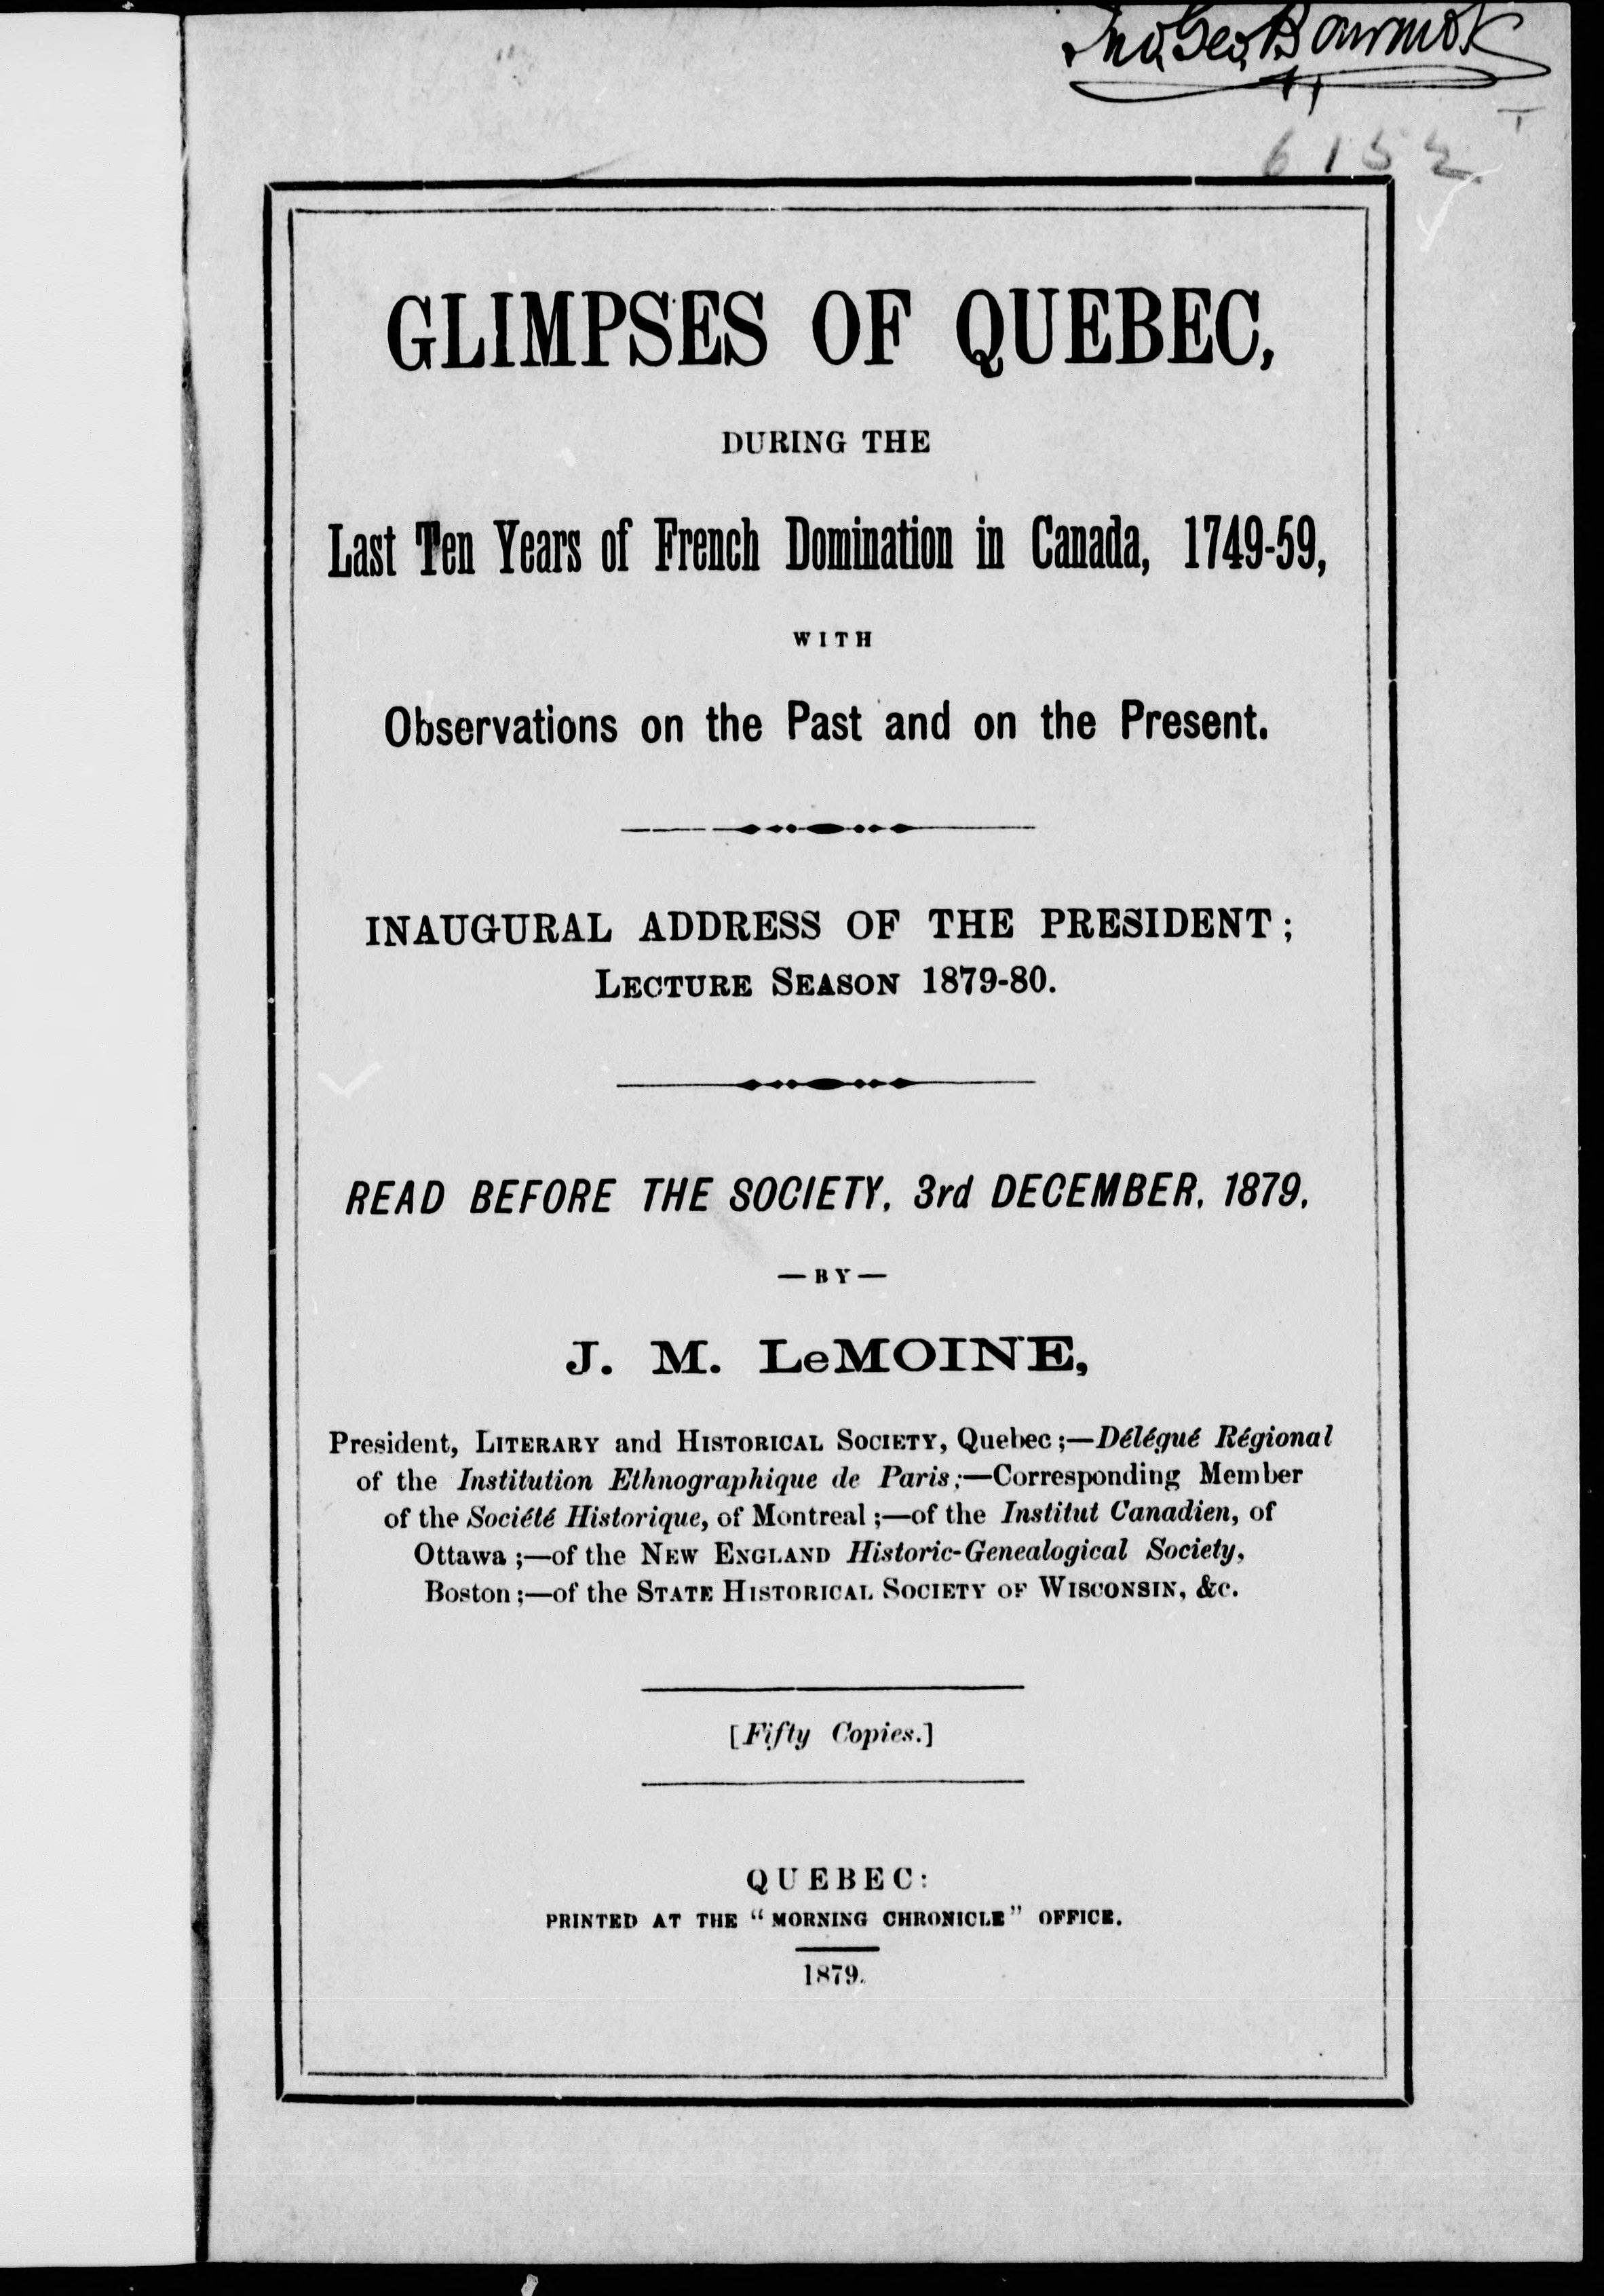 Jno. Geo. Bourinot
6152
GLIMPSES OF QUEBEC,
DURING THE
Last Ten Years of French Domination in Canada, 1749-59,
WITH
Observations on the Past and on the Present.
INAUGURAL ADDRESS OF THE PRESIDENT;
LECTURE SEASON 1879-80.
READ BEFORE THE SOCIETY, 3rd DECEMBER, 1879,
—BY—
J. M. LeMOINE,
President, LITERARY and HISTORICAL SOCIETY, Quebec;—Délégué Régional
of the Institution Ethnographique de Paris;—Corresponding Member
of the Société Historique, of Montreal;—of the Institut Canadien, of
Ottawa;—of the NEW ENGLAND Historic-Genealogical Society,
Boston;—of the STATE HISTORICAL SOCIETY OF WISCONSIN, &c.
[Fifty Copies.]
QUEBEC:
PRINTED AT THE "MORNING CHRONICLE" OFFICE.
1879.